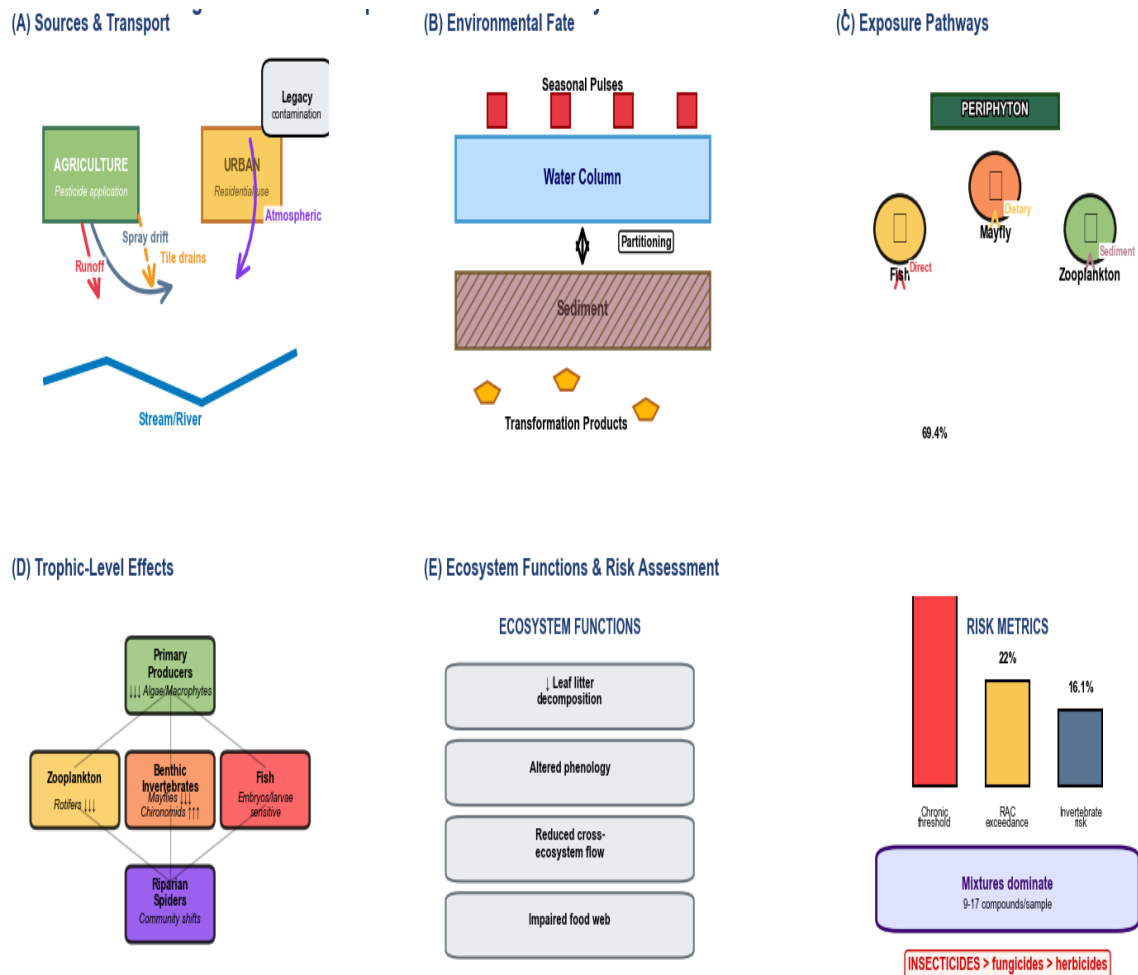 (A) Sources & Transport
Legacy
contamination
AGRICULTURE
Pesticide application
URBAN
Residential use
Atmospheric
Spray drift
Tile drains
Runoff
Stream/River
(B) Environmental Fate
Seasonal Pulses
Water Column
Partitioning
Sediment
Transformation Products
(C) Exposure Pathways
PERIPHYTON
Dietary
Mayfly
Fish
Direct
Sediment
Zooplankton
69.4%
(D) Trophic-Level Effects
Primary
Producers
↓↓↓ Algae/Macrophytes
Zooplankton
Rotifers ↓↓↓
Benthic
Invertebrates
Mayflies ↓↓↓
Chironomids ↑↑↑
Fish
Embryos/larvae
sensitive
Riparian
Spiders
Community shifts
(E) Ecosystem Functions & Risk Assessment
ECOSYSTEM FUNCTIONS
↓ Leaf litter
decomposition
Altered phenology
Reduced cross-
ecosystem flow
Impaired food web
RISK METRICS
22%
16.1%
Chronic
threshold
RAC
exceedance
Invertebrate
risk
Mixtures dominate
9-17 compounds/sample
INSECTICIDES > fungicides > herbicides